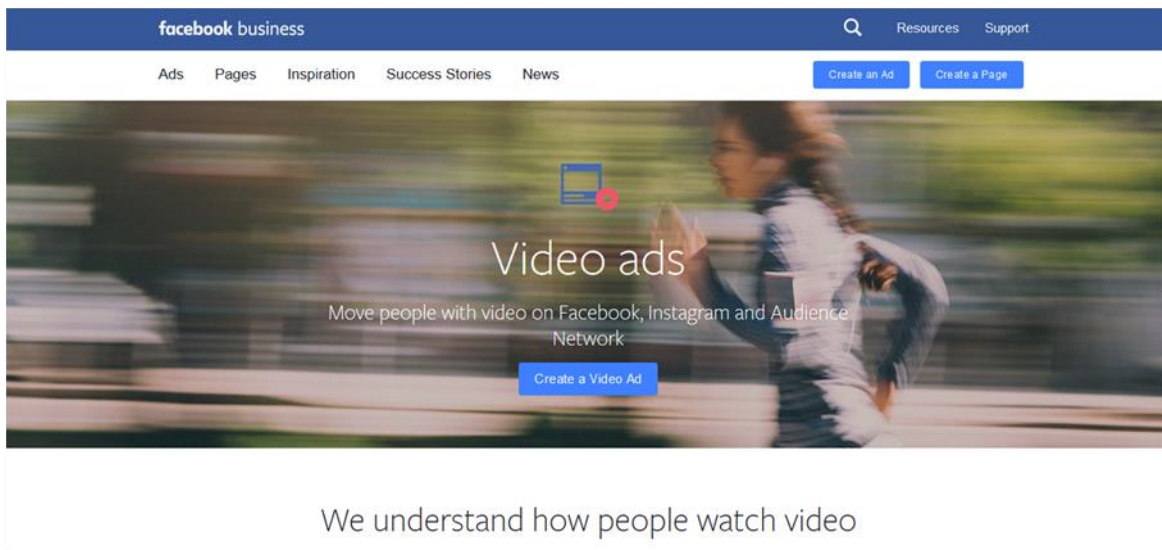 facebook business
Resources
Support
Ads
Pages
Inspiration
Success Stories
News
Create an Ad
Create a Page
Video ads
Move people with video on Facebook, Instagram and Audience
Network
Create a Video Ad
We understand how people watch video